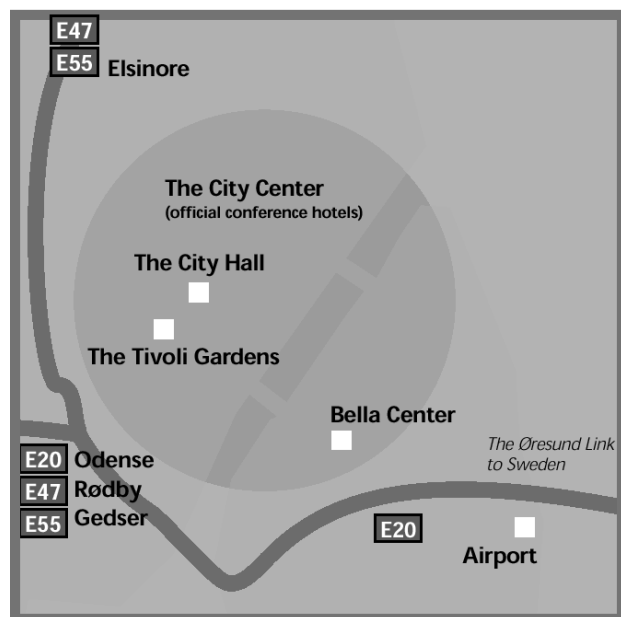 E47
E55 Elsinore
The City Center
(official conference hotels)
The City Hall
The Tivoli Gardens
Bella Center
The Øresund Link
to Sweden
E20 Odense
E47 Rødby
E55 Gedser
E20
Airport